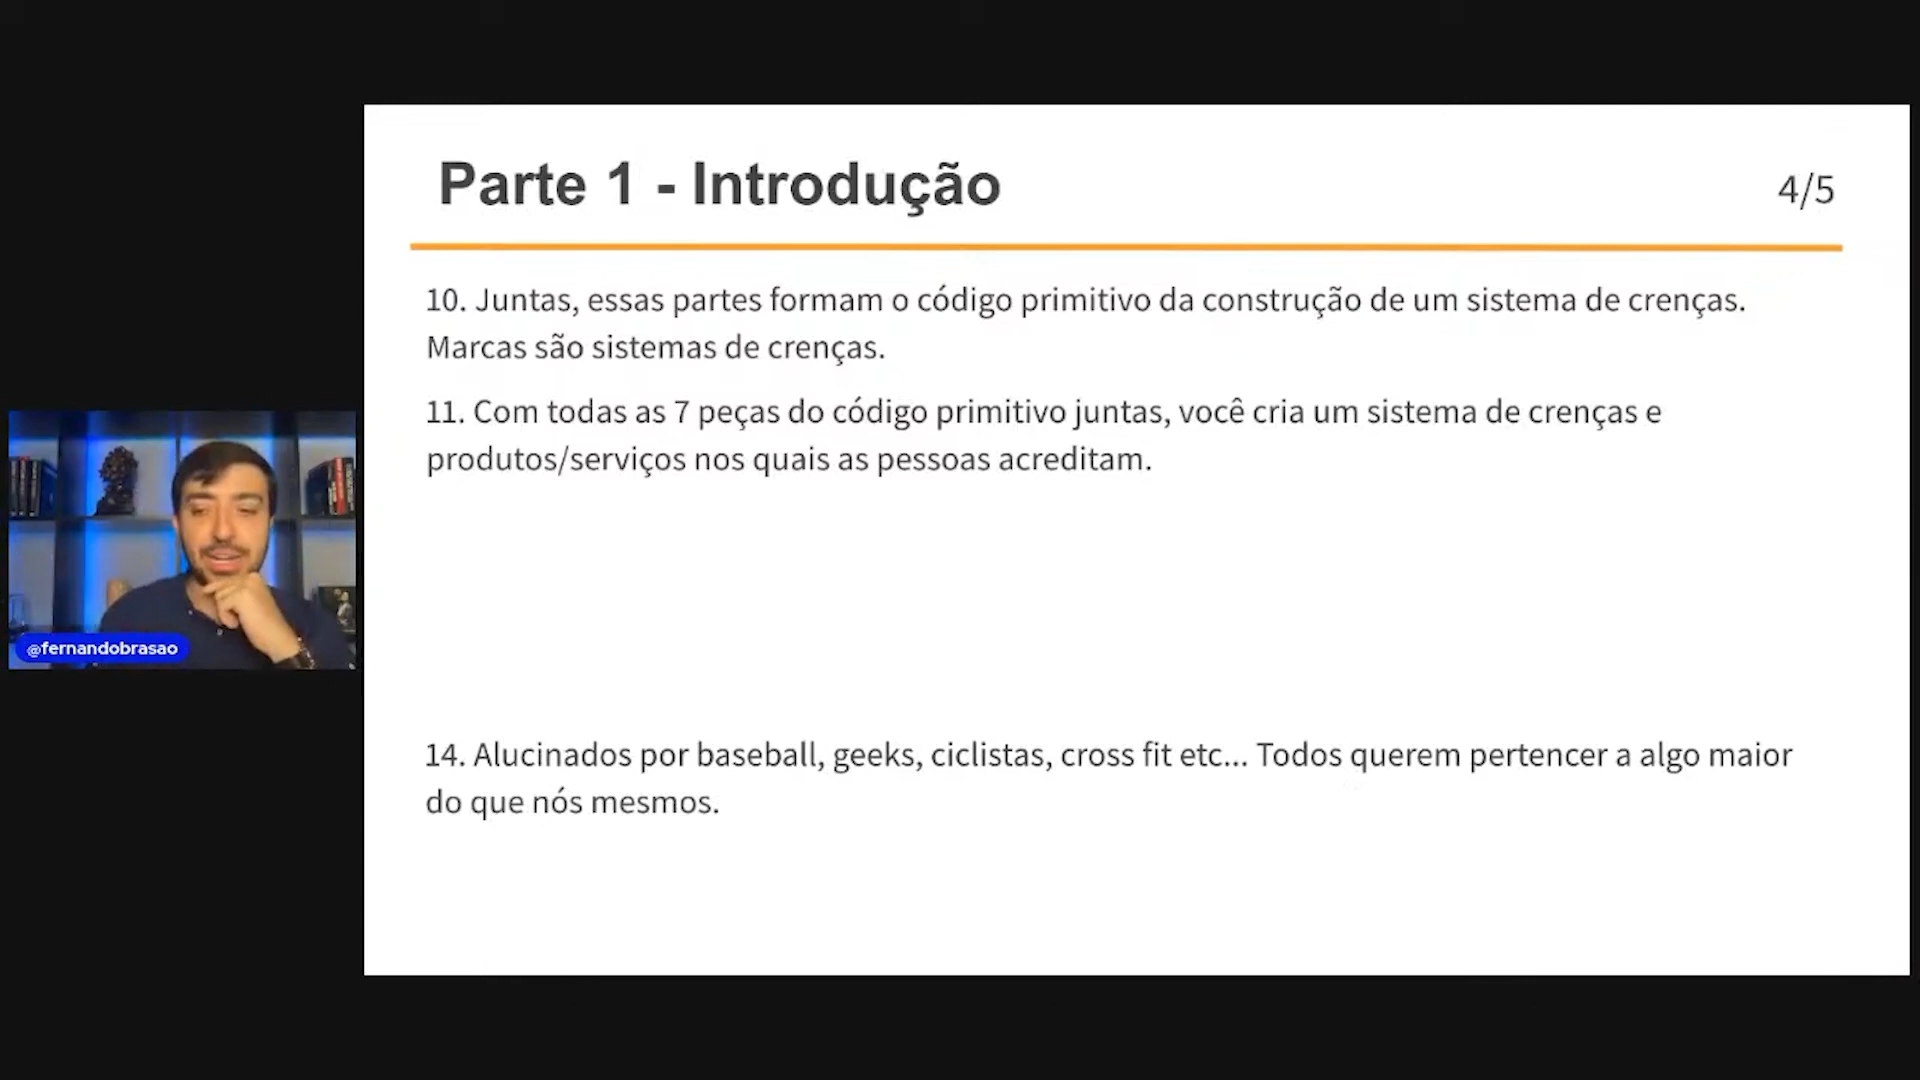 Parte 1 - Introdução
4/5
10. Juntas, essas partes formam o código primitivo da construção de um sistema de crenças.
Marcas são sistemas de crenças.
11. Com todas as 7 peças do código primitivo juntas, você cria um sistema de crenças e
produtos/serviços nos quais as pessoas acreditam.
14. Alucinados por baseball, geeks, ciclistas, cross fit etc... Todos querem pertencer a algo maior
do que nós mesmos.
@fernandobrasao